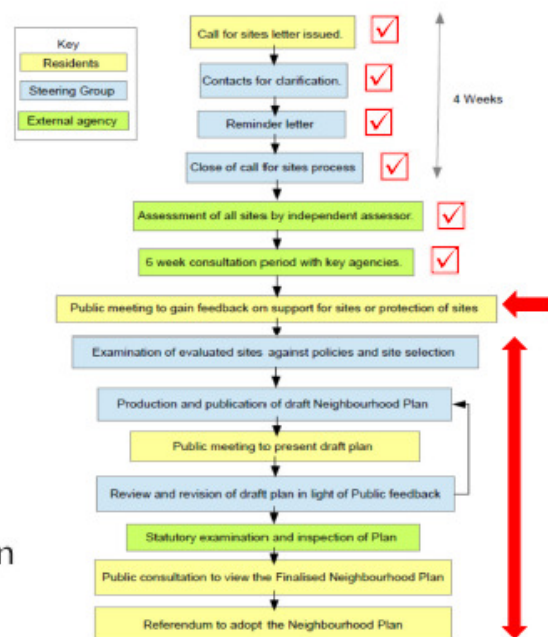 Key
Residents
Steering Group
External agency
Call for sites letter issued.
Contacts for clarification.
Reminder letter
Close of call for sites process
4 Weeks
Assessment of all sites by independent assessor.
6 week consultation period with key agencies.
Public meeting to gain feedback om support for sites or protection of sites
Examination of evaluated sites against policies and site selection
Production and publication of draft Neighbourhood Plan
Public meeting to present draft plan
Review and revision of draft plan in light of Public feedback
Statutory examination and inspection of Plan
Public consultation to view the Finalised Neighbourhood Plan
Referendum to adopt the Neighbourhood Plan